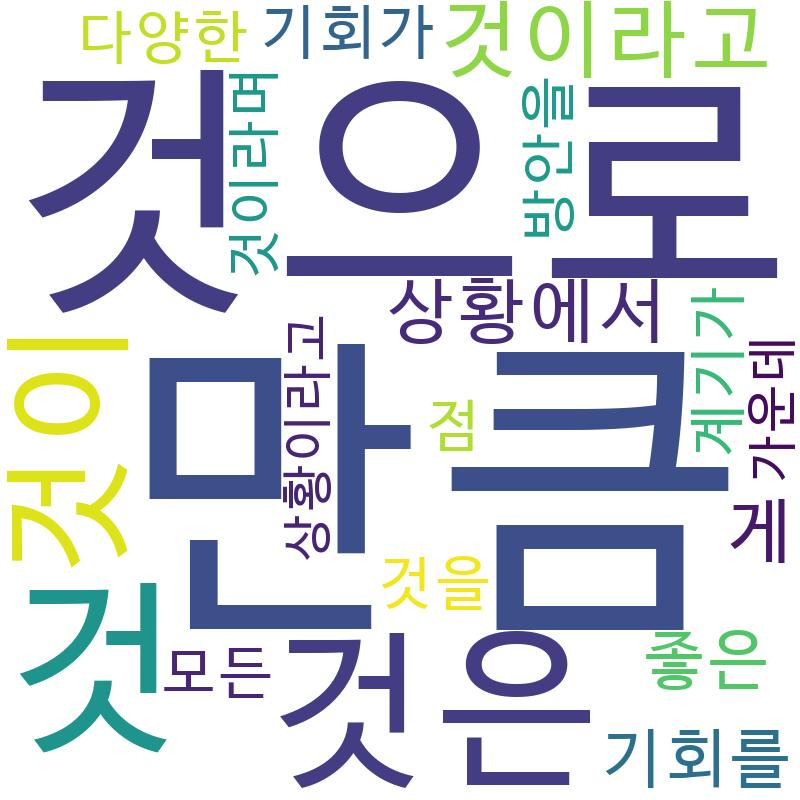 다양한
기회가
것이라고
것으로
것이라며
방안을
상황에서
것이
만큼
상황이라고
점
계기가
가운데
게
것을
것
모든
것은
좋은
기회를